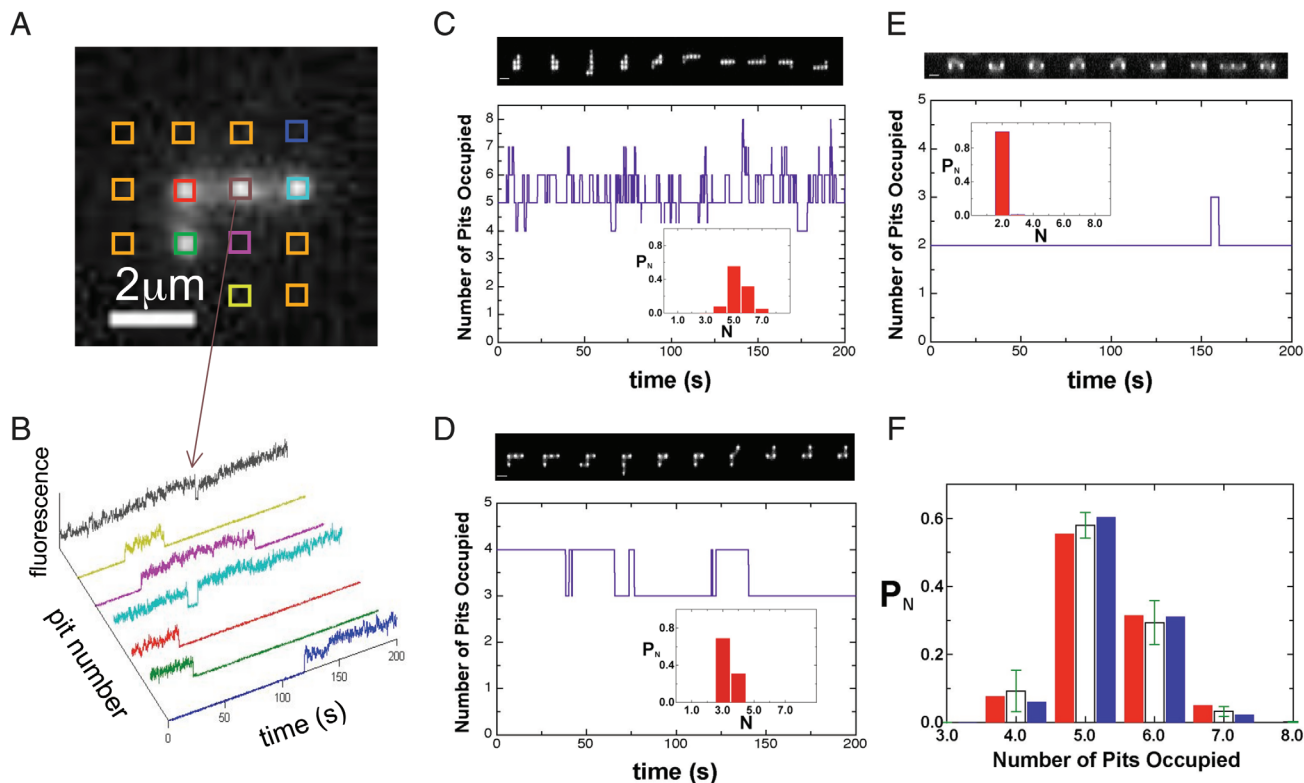 A
2μm
B
fluorescence
pit number
0
50
100
150
200
time (s)
C
Number of Pits Occupied
8
7
6
5
4
3
2
1
0
P_N
0.8
0.4
0.0
1.0 3.0 5.0 7.0
N
0 50 100 150 200
time (s)
D
Number of Pits Occupied
5
4
3
2
1
0
P_N
0.8
0.4
0.0
1.0 3.0 5.0 7.0
N
0 50 100 150 200
time (s)
E
Number of Pits Occupied
5
4
3
2
1
0
P_N
0.8
0.4
0.0
2.0 4.0 6.0 8.0
N
0 50 100 150 200
time (s)
F
P_N
0.6
0.4
0.2
0.0
3.0 4.0 5.0 6.0 7.0 8.0
Number of Pits Occupied